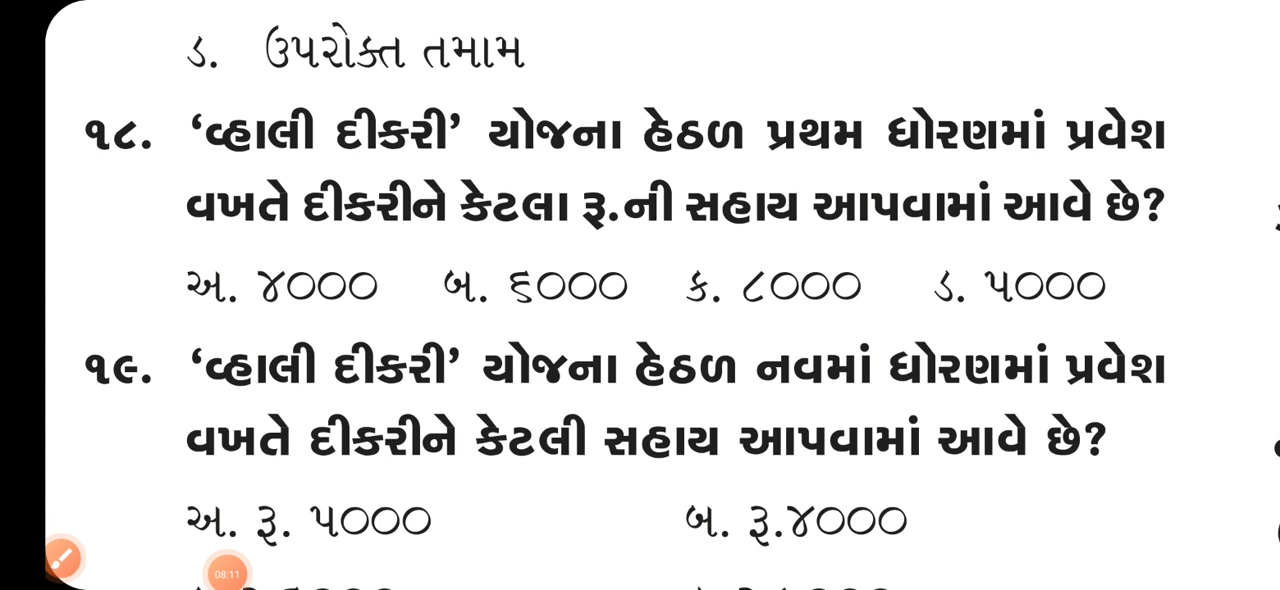 ડ. ઉપરોક્ત તમામ
૧૮. ‘વ્હાલી દીકરી’ યોજના હેઠળ પ્રથમ ધોરણમાં પ્રવેશ
વખતે દીકરીને કેટલા રૂ.ની સહાય આપવામાં આવે છે?
અ. ૪૦૦૦ બ. ૬૦૦૦ ક. ૮૦૦૦ ડ. ૫૦૦૦
૧૯. ‘વ્હાલી દીકરી’ યોજના હેઠળ નવમાં ધોરણમાં પ્રવેશ
વખતે દીકરીને કેટલી સહાય આપવામાં આવે છે?
અ. રૂ. ૫૦૦૦ બ. રૂ.૪૦૦૦
08:11